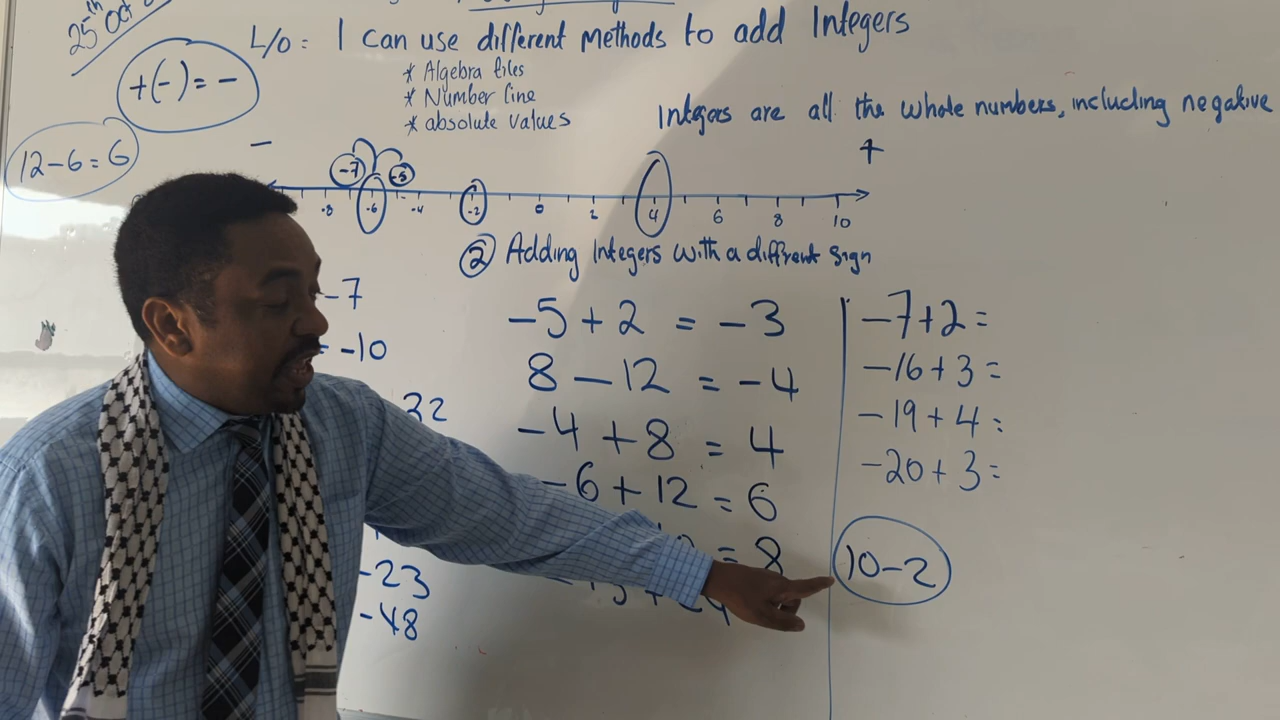 25th Oct
L/O = I can use different Methods to add Integers
+(-) = -
* Algebra tiles
* Number line
* absolute values
Integers are all the whole numbers, including negative
12-6=6
- +
-7 -5
-8 -6 -4 -2 0 2 4 6 8 10
② Adding Integers with a diffrent sign
-7
= -10
32
-23
-48
-5+2 = -3
8-12 = -4
-4+8 = 4
-6+12 = 6
= 8
-7+2=
-16+3=
-19+4=
-20+3=
10-2